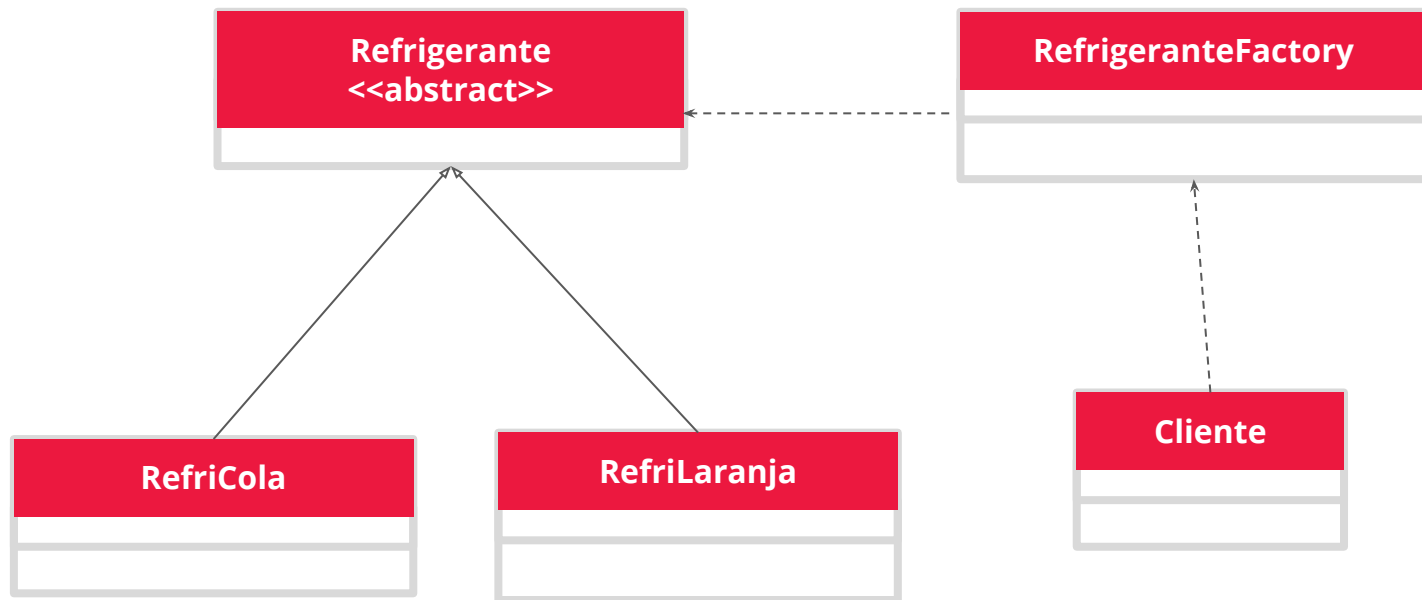 Refrigerante
<<abstract>>
RefrigeranteFactory
RefriCola
RefriLaranja
Cliente